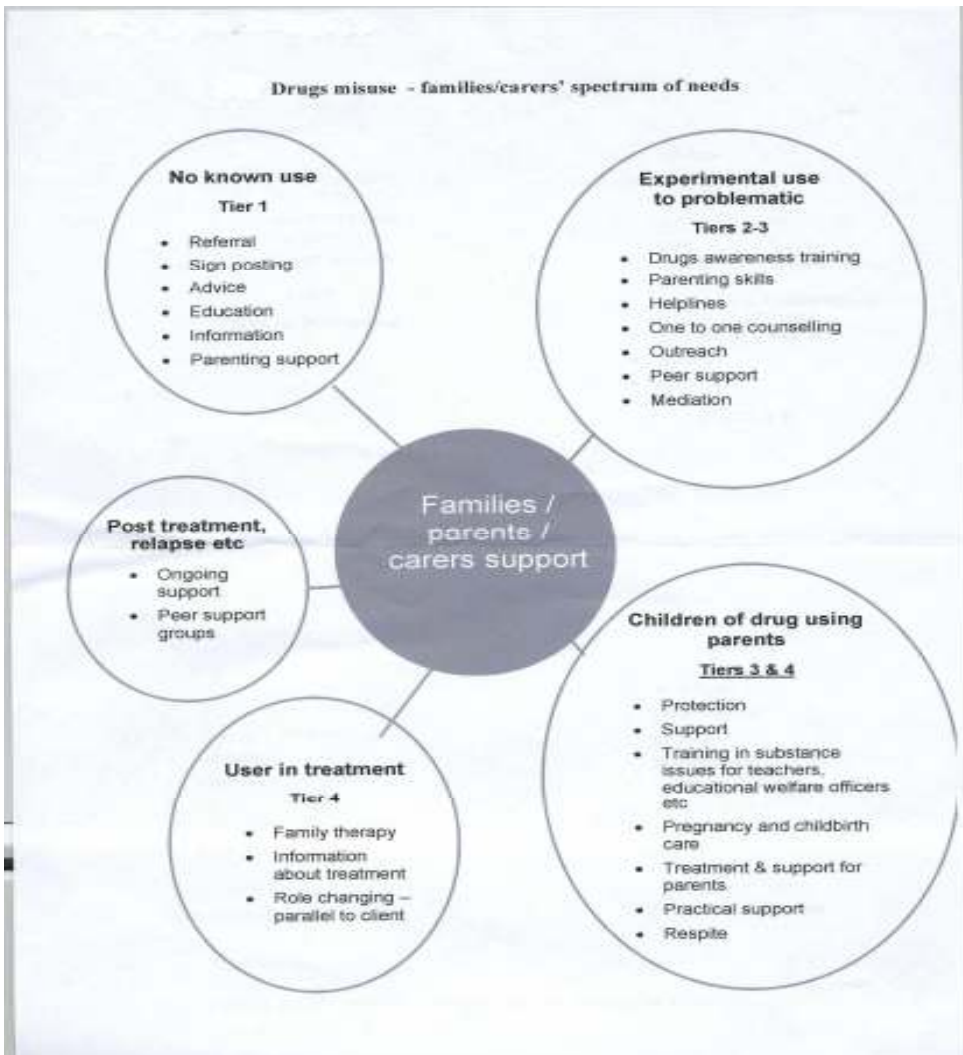 Drugs misuse - families/carers' spectrum of needs
No known use
Tier 1
• Referral
• Sign posting
• Advice
• Education
• Information
• Parenting support
Experimental use
to problematic
Tiers 2-3
• Drugs awareness training
• Parenting skills
• Helplines
• One to one counselling
• Outreach
• Peer support
• Mediation
Families /
parents /
carers support
Post treatment,
relapse etc
• Ongoing
support
• Peer support
groups
Children of drug using
parents
Tiers 3 & 4
• Protection
• Support
• Training in substance
issues for teachers,
educational welfare officers
etc
• Pregnancy and childbirth
care
• Treatment & support for
parents
• Practical support
• Respite
User in treatment
Tier 4
• Family therapy
• Information
about treatment
• Role changing –
parallel to client